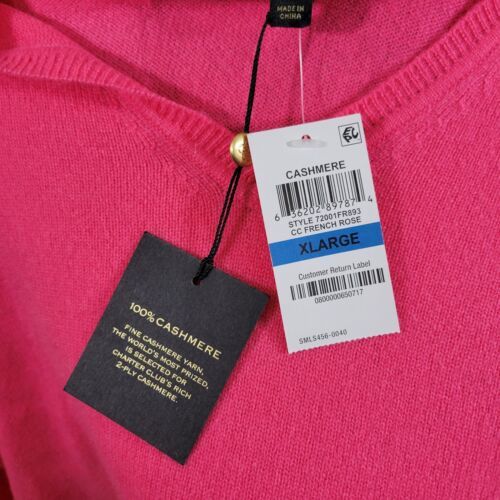 MADE IN
CHINA
CASHMERE
6 36202 89787 4
STYLE 72001FR893
CC FRENCH ROSE
XLARGE
Customer Return Label
0800000650717
SMLS456-0040
100% CASHMERE
FINE CASHMERE YARN,
THE WORLD'S MOST PRIZED,
IS SELECTED FOR
CHARTER CLUB'S RICH
2-PLY CASHMERE.